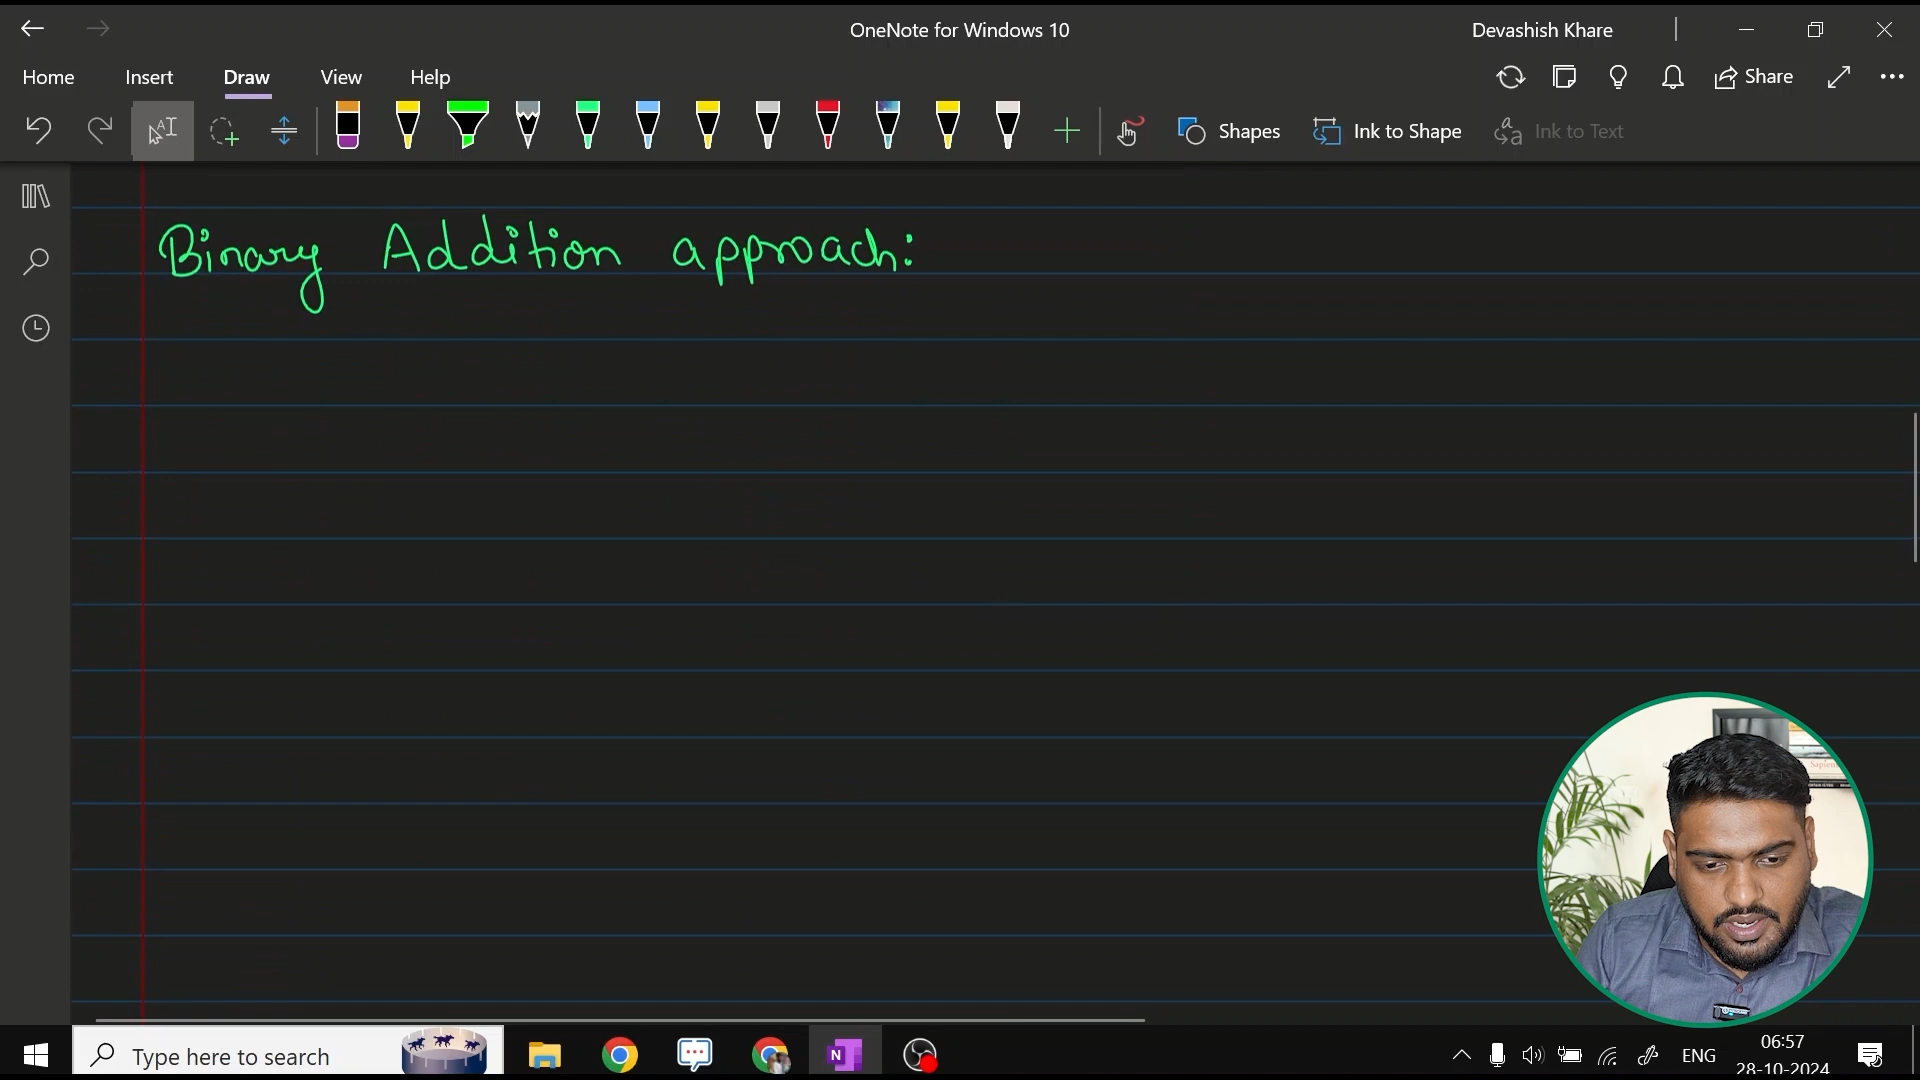 OneNote for Windows 10
Devashish Khare
Home Insert Draw View Help
Share
Shapes
Ink to Shape
Ink to Text
Binary Addition approach:
Sapiens
Type here to search
N
ENG
06:57
28-10-2024